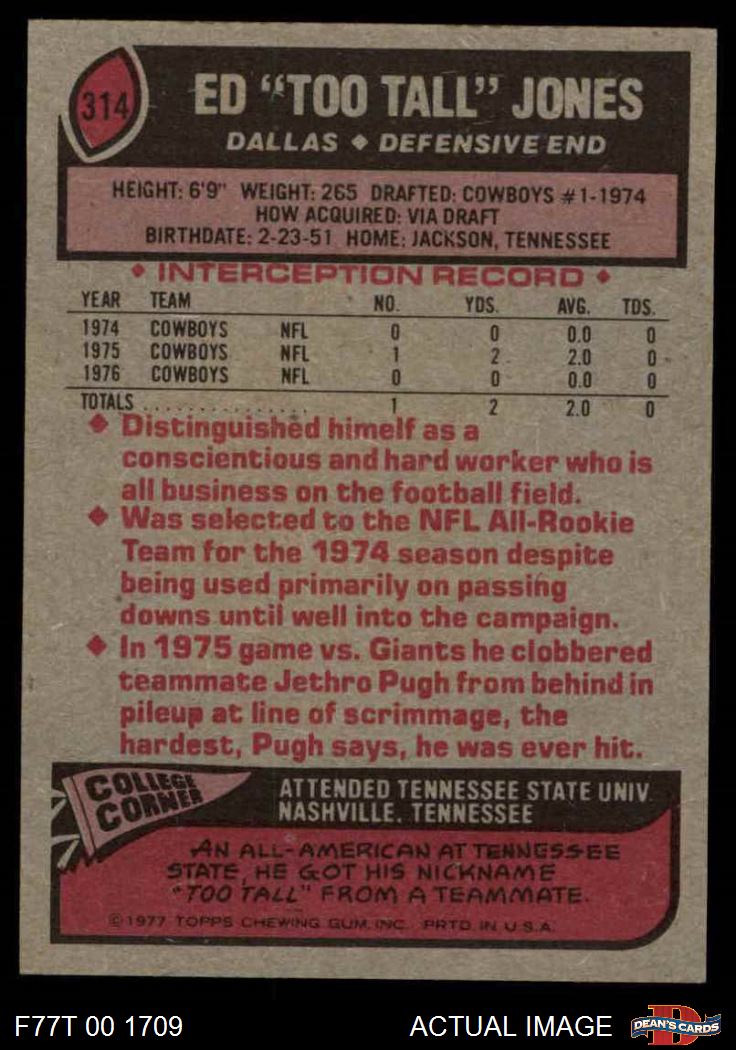 314
ED "TOO TALL" JONES
DALLAS ◆ DEFENSIVE END
HEIGHT: 6'9" WEIGHT: 265 DRAFTED: COWBOYS #1-1974
HOW ACQUIRED: VIA DRAFT
BIRTHDATE: 2-23-51 HOME: JACKSON, TENNESSEE
◆ INTERCEPTION RECORD ◆
YEAR TEAM NO. YDS. AVG. TDS.
1974 COWBOYS NFL 0 0 0.0 0
1975 COWBOYS NFL 1 2 2.0 0
1976 COWBOYS NFL 0 0 0.0 0
TOTALS ................ 1 2 2.0 0
◆ Distinguished himelf as a
conscientious and hard worker who is
all business on the football field.
◆ Was selected to the NFL All-Rookie
Team for the 1974 season despite
being used primarily on passing
downs until well into the campaign.
◆ In 1975 game vs. Giants he clobbered
teammate Jethro Pugh from behind in
pileup at line of scrimmage, the
hardest, Pugh says, he was ever hit.
COLLEGE
CORNER
ATTENDED TENNESSEE STATE UNIV.
NASHVILLE, TENNESSEE
AN ALL-AMERICAN AT TENNESSEE
STATE, HE GOT HIS NICKNAME
"TOO TALL" FROM A TEAMMATE.
©1977 TOPPS CHEWING GUM, INC. PRTD. IN U.S.A.
F77T 00 1709 ACTUAL IMAGE DEAN'S CARDS